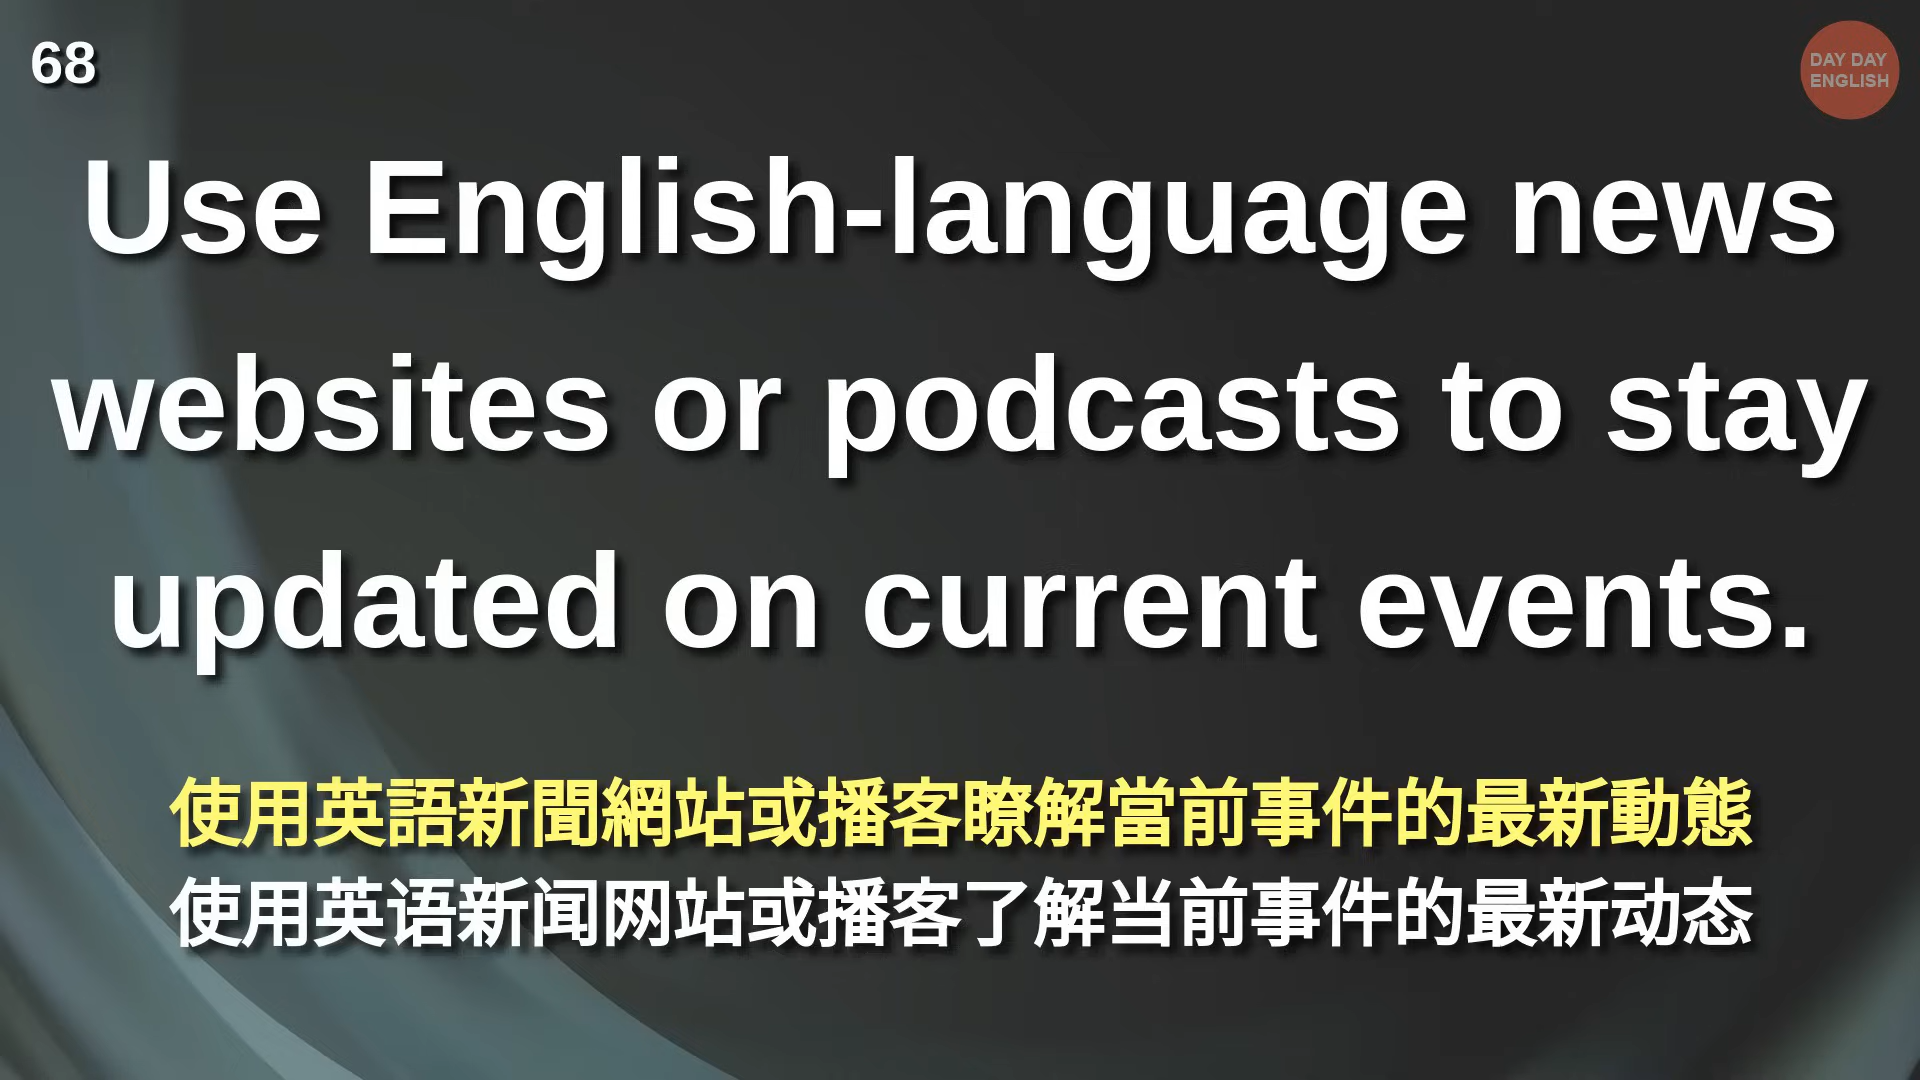 68
DAY DAY
ENGLISH
Use English-language news
websites or podcasts to stay
updated on current events.
使用英語新聞網站或播客瞭解當前事件的最新動態
使用英语新闻网站或播客了解当前事件的最新动态